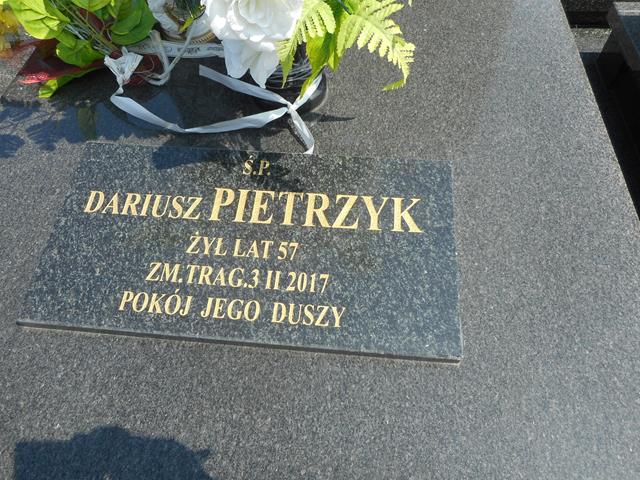 Ś.P.
DARIUSZ PIETRZYK
ŻYŁ LAT 57
ZM.TRAG.3 II 2017
POKÓJ JEGO DUSZY